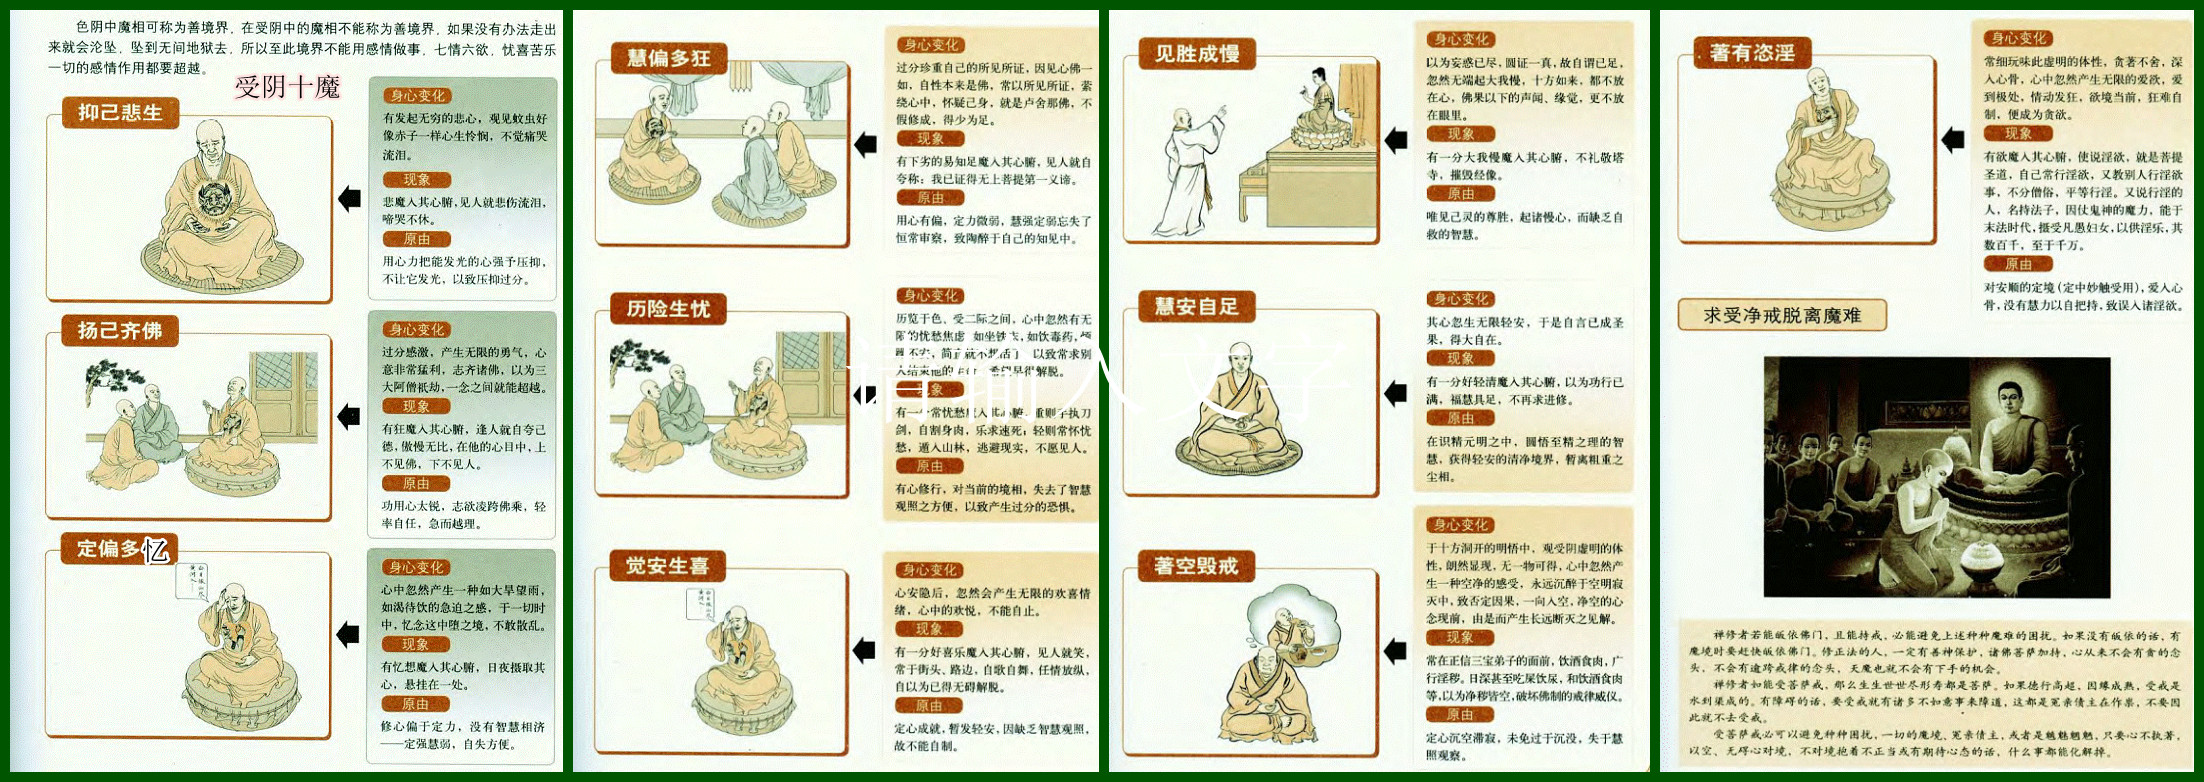 色阴中魔相可称为善境界，在受阴中的魔相不能称为善境界，如果没有办法走出
来就会沦坠，坠到无间地狱去，所以至此境界不能用感情做事，七情六欲，忧喜苦乐
一切的感情作用都要超越。
受阴十魔
抑己悲生
身心变化
有发起无穷的悲心，观见蚊虫好
像赤子一样心生怜悯，不觉痛哭
流泪。
现象
悲魔入其心腑，见人就悲伤流泪，
啼哭不休。
原由
用心力把能发光的心强予压抑，
不让它发光，以致压抑过分。
扬己齐佛
身心变化
过分感激，产生无限的勇气，心
意非常猛利，志齐诸佛，以为三
大阿僧祇劫，一念之间就能超越。
现象
有狂魔入其心腑，逢人就自夸己
德，傲慢无比，在他的心目中，上
不见佛，下不见人。
原由
功用心太锐，志欲凌跨佛乘，轻
率自任，急而越理。
定偏多忆
白日依山尽
黄河入
身心变化
心中忽然产生一种如大旱望雨，
如渴待饮的急迫之感，于一切时
中，忆念这中堕之境，不敢散乱。
现象
有忆想魔入其心腑，日夜摄取其
心，悬挂在一处。
原由
修心偏于定力，没有智慧相济
——定强慧弱，自失方便。
慧偏多狂
身心变化
过分珍重自己的所见所证，因见心佛一
如，自性本来是佛，常以所见所证，萦
绕心中，怀疑己身，就是卢舍那佛，不
假修成，得少为足。
现象
有下劣的易知足魔入其心腑，见人就自
夸称：我已证得无上菩提第一义谛。
原由
用心有偏，定力微弱，慧强定弱忘失了
恒常审察，致陶醉于自己的知见中。
历险生忧
身心变化
历览于色、受二际之间，心中忽然有无
际的忧愁焦虑，如坐铁床，如饮毒药，烦
躁不安，简直就不想活了，以致常求别
人结束他的，希望早得解脱。
现象
有一分常忧愁魔入其心腑，重则手执刀
剑，自割身肉，乐求速死；轻则常怀忧
愁，遁入山林，逃避现实，不愿见人。
原由
有心修行，对当前的境相，失去了智慧
观照之方便，以致产生过分的恐惧。
请输入文字
觉安生喜
身心变化
心安隐后，忽然会产生无限的欢喜情
绪，心中的欢悦，不能自止。
现象
有一分好喜乐魔入其心腑，见人就笑，
常于街头、路边，自歌自舞，任情放纵，
自以为已得无碍解脱。
原由
定心成就，暂发轻安，因缺乏智慧观照，
故不能自制。
见胜成慢
身心变化
以为妄惑已尽，圆证一真，故自谓已足，
忽然无端起大我慢，十方如来，都不放
在心，佛果以下的声闻、缘觉，更不放
在眼里。
现象
有一分大我慢魔入其心腑，不礼敬塔
寺，摧毁经像。
原由
唯见己灵的尊胜，起诸慢心，而缺乏自
救的智慧。
慧安自足
身心变化
其心忽生无限轻安，于是自言已成圣
果，得大自在。
现象
有一分好轻清魔入其心腑，以为功行已
满，福慧具足，不再求进修。
原由
在识精元明之中，圆悟至精之理的智
慧，获得轻安的清净境界，暂离粗重之
尘相。
著空毁戒
身心变化
于十方洞开的明悟中，观受阴虚明的体
性，朗然显现，无一物可得，心中忽然产
生一种空净的感受，永远沉醉于空明寂
灭中，致否定因果，一向入空，净空的心
念现前，由是而产生长远断灭之见解。
现象
常在正信三宝弟子的面前，饮酒食肉，广
行淫秽。日深甚至吃屎饮尿，和饮酒食肉
等，以为净秽皆空，破坏佛制的戒律威仪。
原由
定心沉空滞寂，未免过于沉没，失于慧
照观察。
著有恣淫
身心变化
常细玩味此虚明的体性，贪著不舍，深
入心骨，心中忽然产生无限的爱欲，爱
到极处，情动发狂，欲境当前，狂难自
制，便成为贪欲。
现象
有欲魔入其心腑，使说淫欲，就是菩提
圣道，自己常行淫欲，又教别人行淫欲
事，不分僧俗，平等行淫，又说行淫的
人，名持法子，因仗鬼神的魔力，能于
末法时代，摄受凡愚妇女，以供淫乐，其
数百千，至于千万。
原由
对安顺的定境（定中妙触受用），爱人心
骨，没有慧力以自把持，致误入诸淫欲。
求受净戒脱离魔难
禅修者若能皈依佛门，且能持戒，必能避免上述种种魔难的困扰。如果没有皈依的话，有
魔境时要赶快皈依佛门。修正法的人，一定有善神保护，诸佛菩萨加持，心从来不会有贪的念
头，不会有逾跨戒律的念头，天魔也就不会有下手的机会。
禅修者如能受菩萨戒，那么生生世世尽形寿都是菩萨。如果德行高超，因缘成熟，受戒是
水到渠成的。有障碍的话，要受戒就有诸多不如意事来障道，这都是冤亲债主在作祟，不要因
此就不去受戒。
受菩萨戒必可以避免种种困扰，一切的魔境、冤亲债主，或者是魑魅魍魉，只要心不执著，
以空、无碍心对境，不对境抱着不正当或有期待心态的话，什么事都能化解掉。